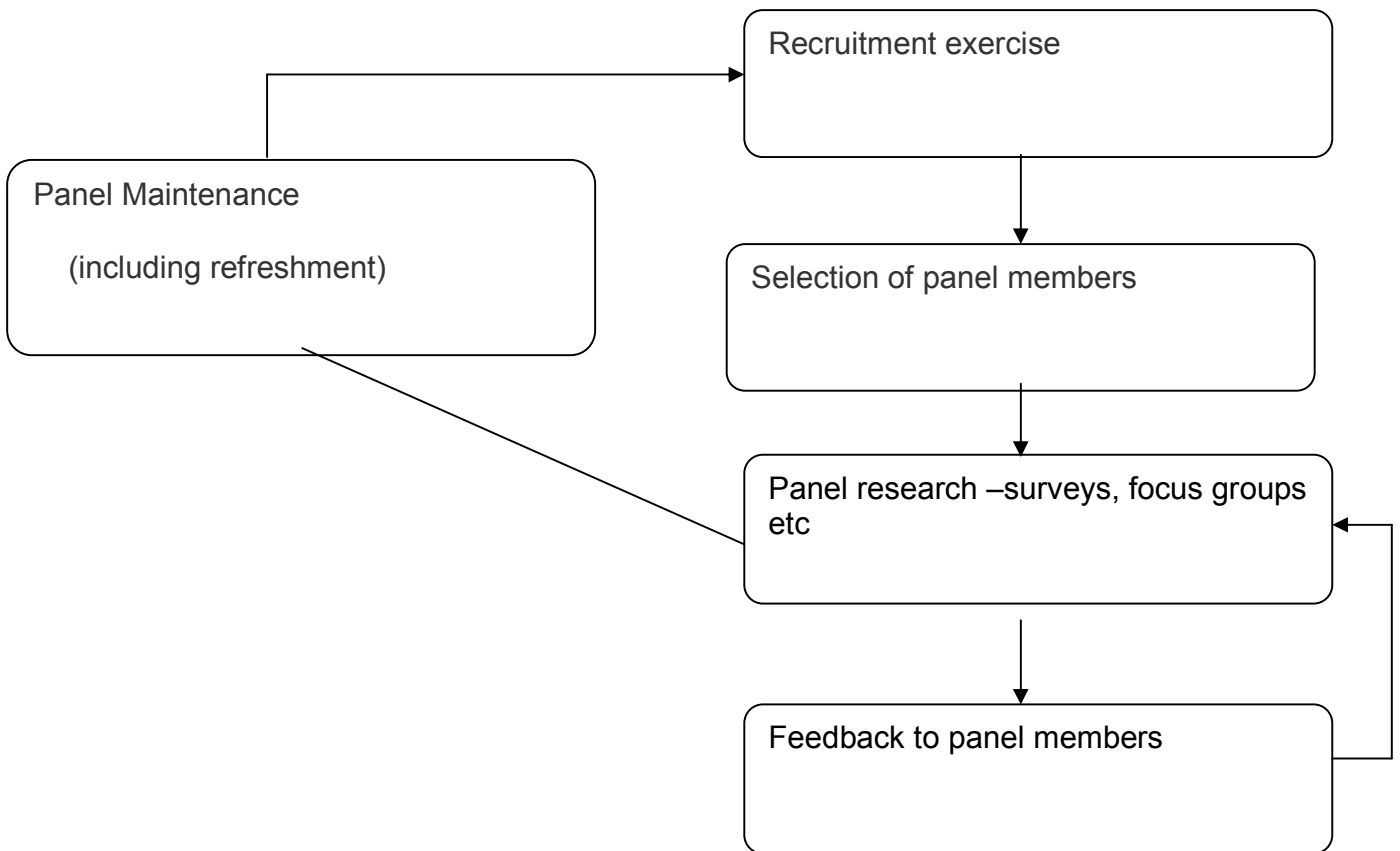 Recruitment exercise
Panel Maintenance
(including refreshment)
Selection of panel members
Panel research –surveys, focus groups
etc
Feedback to panel members